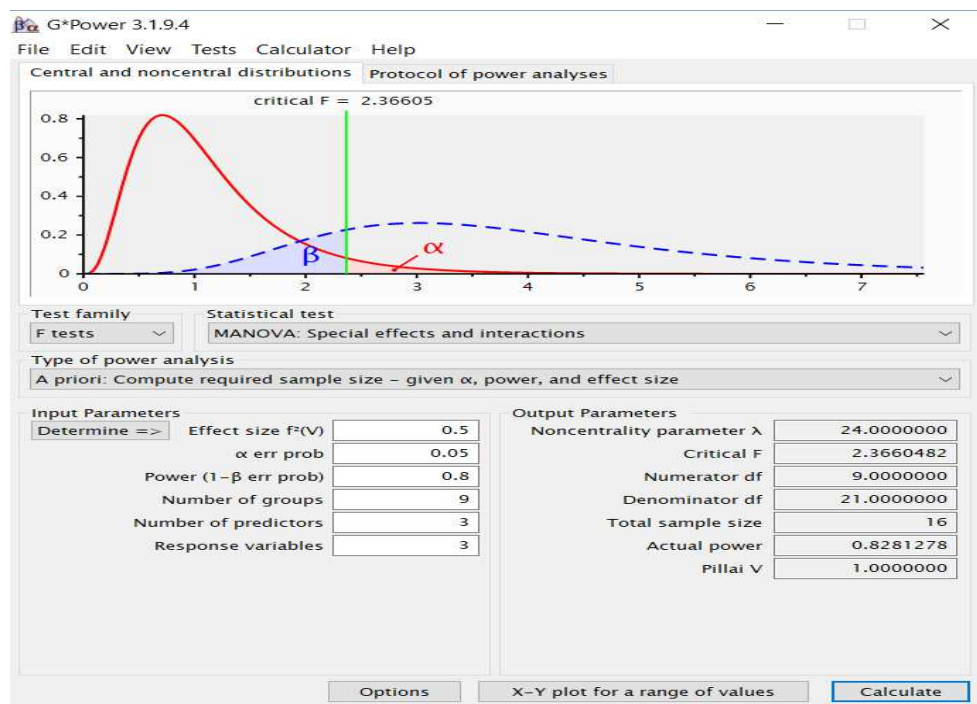 βα G*Power 3.1.9.4
File Edit View Tests Calculator Help
Central and noncentral distributions Protocol of power analyses
critical F = 2.36605
0.8
0.6
0.4
0.2
0
β
α
0 1 2 3 4 5 6 7
Test family Statistical test
F tests MANOVA: Special effects and interactions
Type of power analysis
A priori: Compute required sample size – given α, power, and effect size
Input Parameters Output Parameters
Determine => Effect size f²(V) 0.5 Noncentrality parameter λ 24.0000000
α err prob 0.05 Critical F 2.3660482
Power (1-β err prob) 0.8 Numerator df 9.0000000
Number of groups 9 Denominator df 21.0000000
Number of predictors 3 Total sample size 16
Response variables 3 Actual power 0.8281278
Pillai V 1.0000000
Options X-Y plot for a range of values Calculate